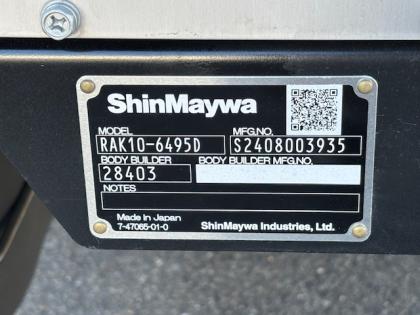 ShinMaywa
MODEL MFG.NO.
RAK10-6495D S2408003935
BODY BUILDER BODY BUILDER MFG.NO.
28403
NOTES
Made in Japan
7-47065-01-0 ShinMaywa Industries, Ltd.